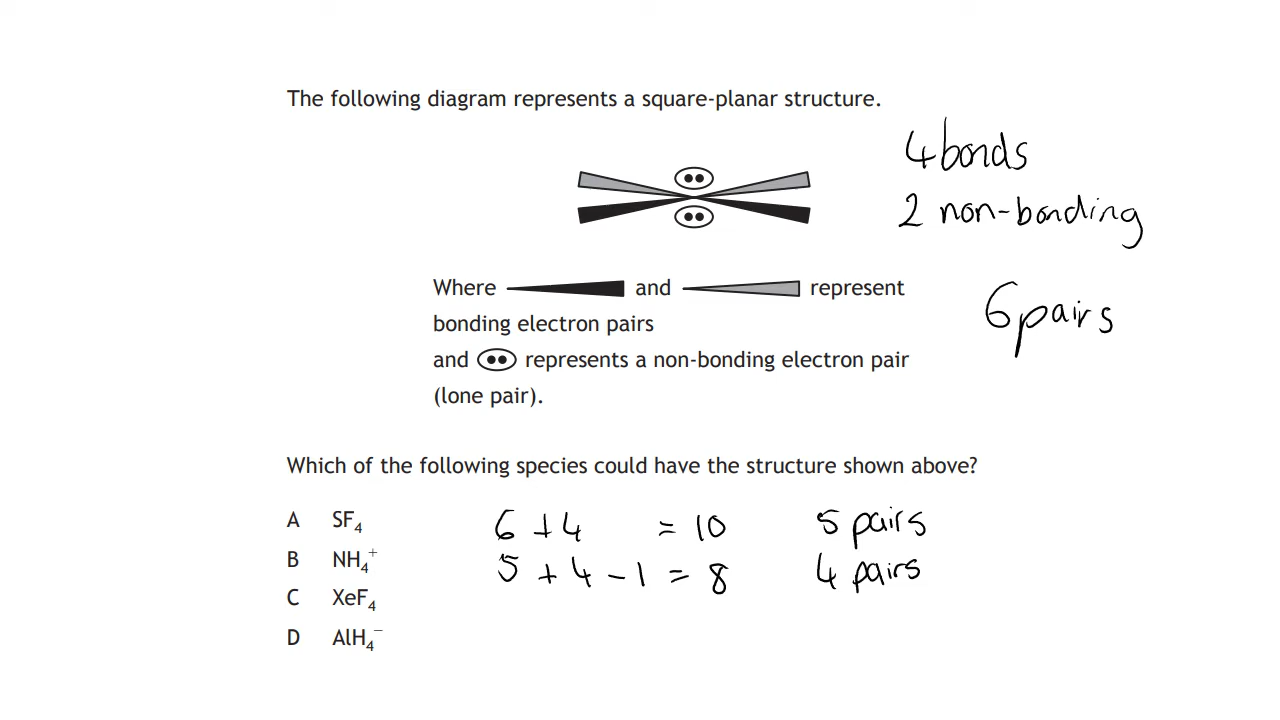 The following diagram represents a square-planar structure.
4 bonds
2 non-bonding
6 pairs
Where and represent
bonding electron pairs
and represents a non-bonding electron pair
(lone pair).
Which of the following species could have the structure shown above?
A SF₄ 6 + 4 = 10 5 pairs
B NH₄⁺ 5 + 4 - 1 = 8 4 pairs
C XeF₄
D AlH₄⁻